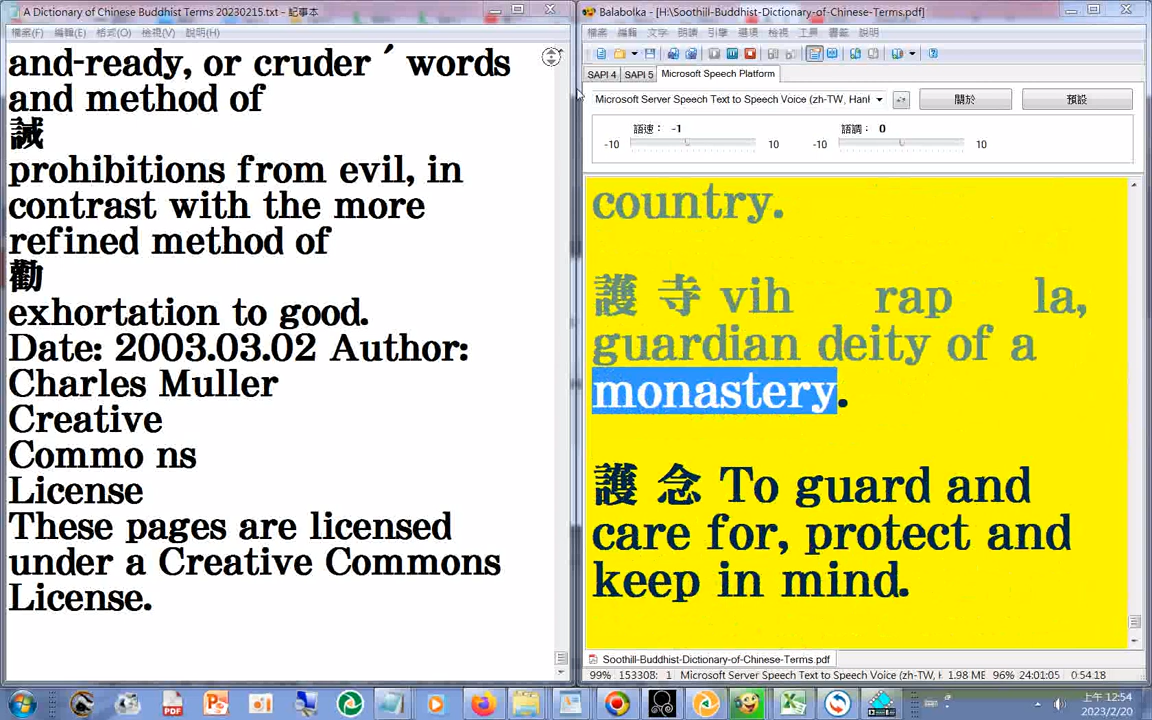 A Dictionary of Chinese Buddhist Terms 20230215.txt - 記事本
檔案(F) 編輯(E) 格式(O) 檢視(V) 說明(H)
and-ready, or cruder ˊ words
and method of
誡
prohibitions from evil, in
contrast with the more
refined method of
勸
exhortation to good.
Date: 2003.03.02 Author:
Charles Muller
Creative
Commo ns
License
These pages are licensed
under a Creative Commons
License.
Balabolka - [H:\Soothill-Buddhist-Dictionary-of-Chinese-Terms.pdf]
檔案 編輯 文字 朗讀 引擎 選項 檢視 工具 書籤 說明
SAPI 4 SAPI 5 Microsoft Speech Platform
Microsoft Server Speech Text to Speech Voice (zh-TW, Hanl
關於 預設
語速： -1 語調： 0
-10 10 -10 10
country.
護 寺 vih rap la,
guardian deity of a
monastery.
護 念 To guard and
care for, protect and
keep in mind.
Soothill-Buddhist-Dictionary-of-Chinese-Terms.pdf
99% 153308: 1 Microsoft Server Speech Text to Speech Voice (zh-TW, H 1.98 ME 96% 24:01:05 0:54:18
上午 12:54
2023/2/20